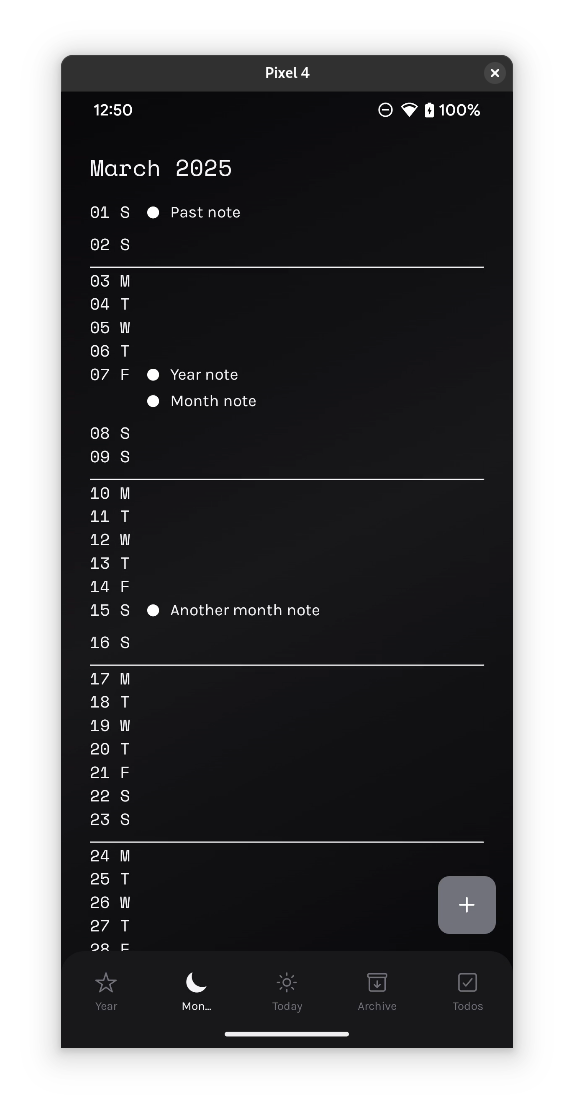 Pixel 4
12:50 100%
March 2025
01 S Past note
02 S
03 M
04 T
05 W
06 T
07 F Year note
Month note
08 S
09 S
10 M
11 T
12 W
13 T
14 F
15 S Another month note
16 S
17 M
18 T
19 W
20 T
21 F
22 S
23 S
24 M
25 T
26 W
27 T
28 F
Year Mon... Today Archive Todos